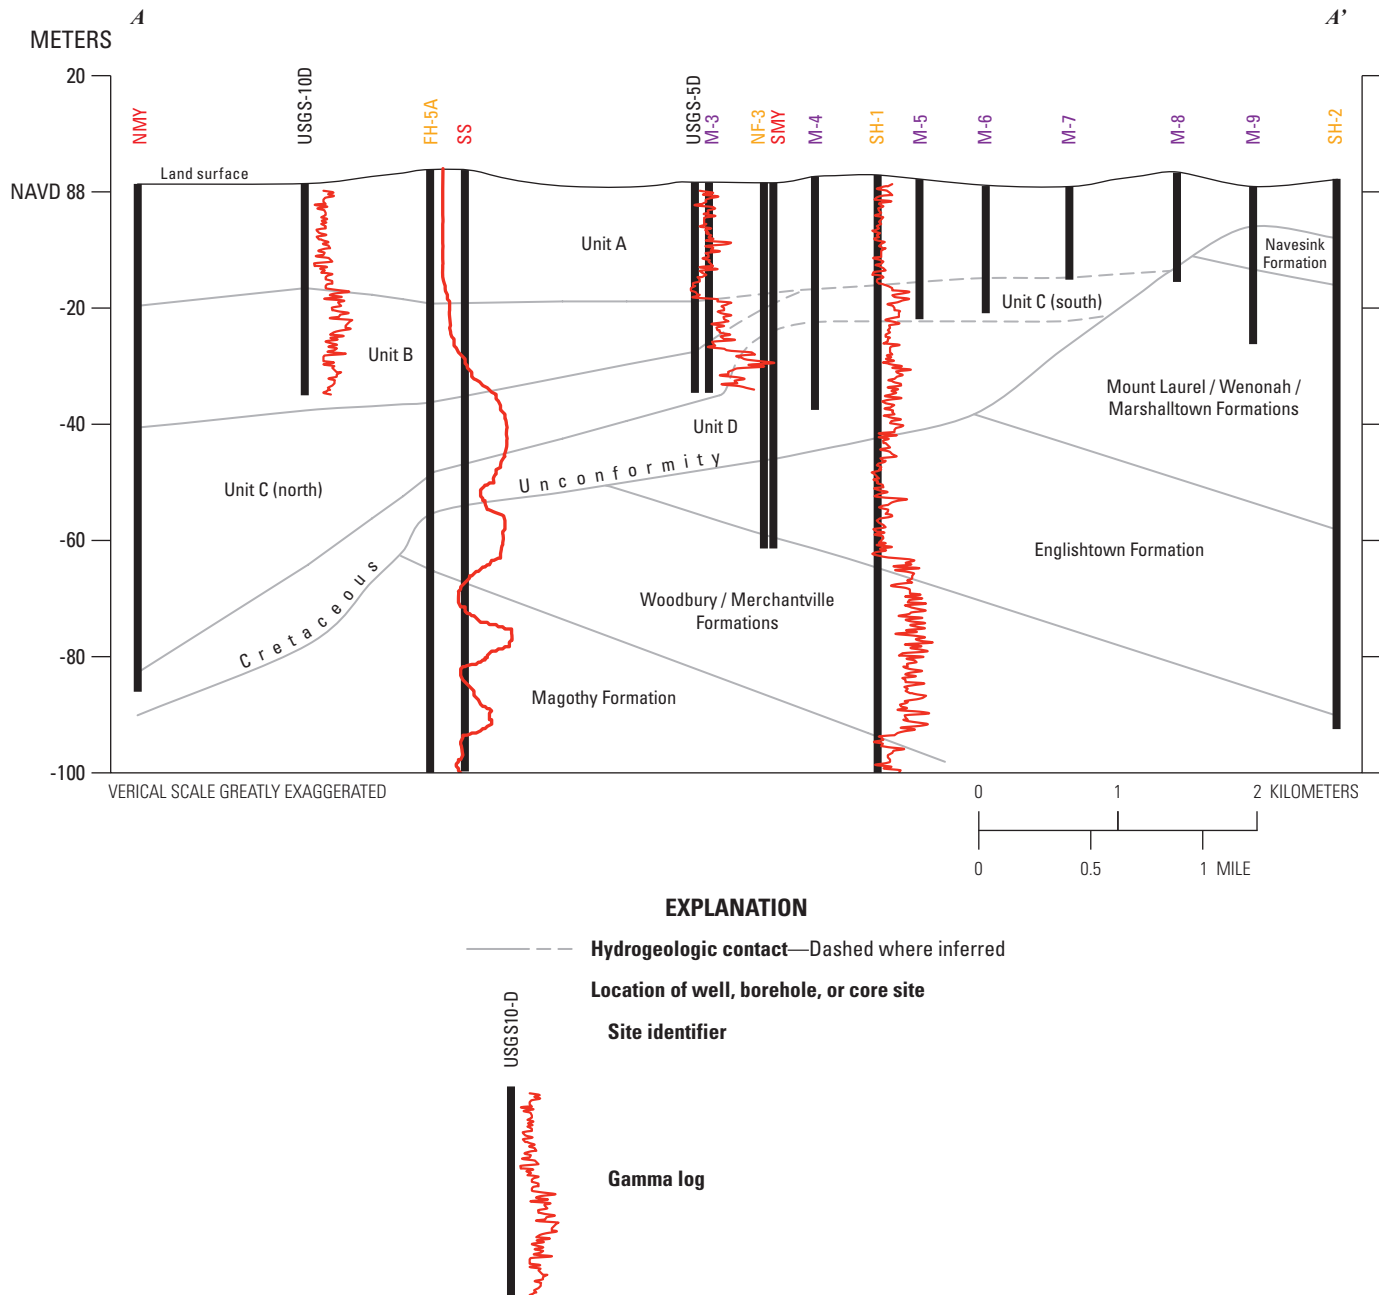 A A’
METERS
20
NMY
USGS-10D
FH-5A
SS
USGS-5D
M-3
NF-3
SMY
M-4
SH-1
M-5
M-6
M-7
M-8
M-9
SH-2
Land surface
NAVD 88
Unit A
Navesink
Formation
-20
Unit C (south)
Unit B
Mount Laurel / Wenonah /
Marshalltown Formations
-40
Unit D
Unconformity
Unit C (north)
-60
Englishtown Formation
Cretaceous
Woodbury / Merchantville
Formations
-80
Magothy Formation
-100
VERICAL SCALE GREATLY EXAGGERATED
0 1 2 KILOMETERS
0 0.5 1 MILE
EXPLANATION
Hydrogeologic contact—Dashed where inferred
Location of well, borehole, or core site
USGS10-D
Site identifier
Gamma log